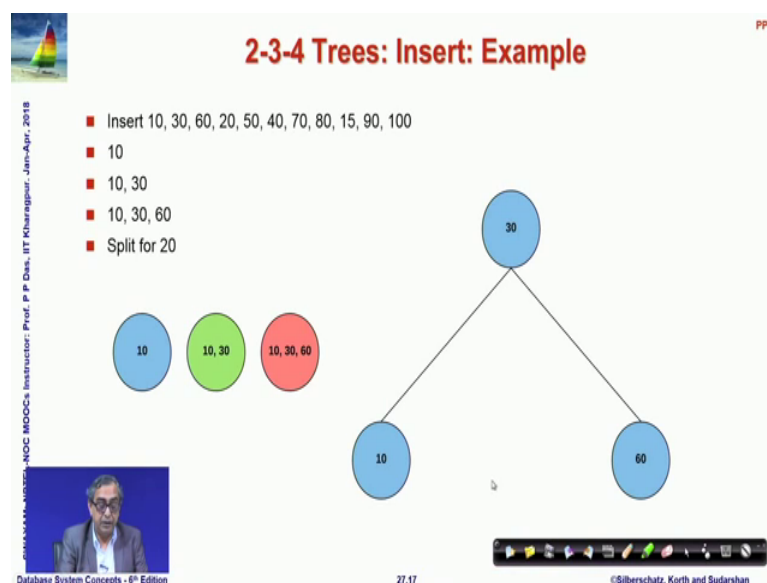 PP
2-3-4 Trees: Insert: Example
Insert 10, 30, 60, 20, 50, 40, 70, 80, 15, 90, 100
10
10, 30
10, 30, 60
Split for 20
30
10
10, 30
10, 30, 60
10
60
NOC MOOCs Instructor: Prof. P P Das, IIT Kharagpur. Jan-Apr, 2018
Database System Concepts - 6th Edition
27.17
©Silberschatz, Korth and Sudarshan